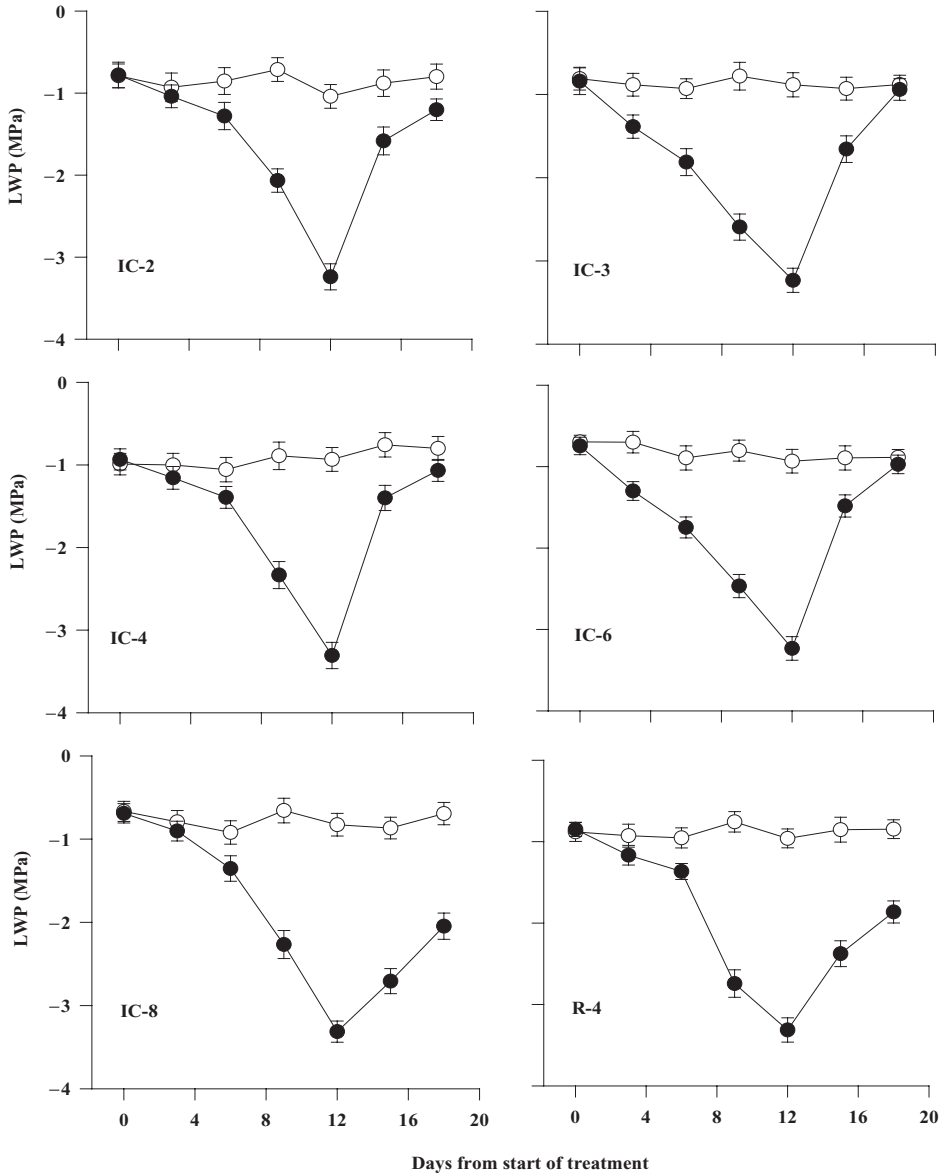 0
−1
−2
−3
−4
LWP (MPa)
IC-2
IC-3
0
−1
−2
−3
−4
LWP (MPa)
IC-4
IC-6
0
−1
−2
−3
−4
LWP (MPa)
IC-8
R-4
0 4 8 12 16 20 0 4 8 12 16 20
Days from start of treatment